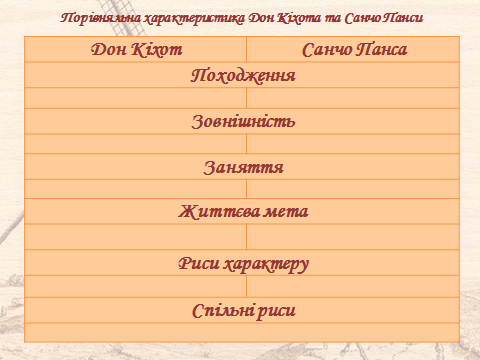 Порівняльна характеристика Дон Кіхота та Санчо Панси
Дон Кіхот Санчо Панса
Походження
Зовнішність
Заняття
Життєва мета
Риси характеру
Спільні риси